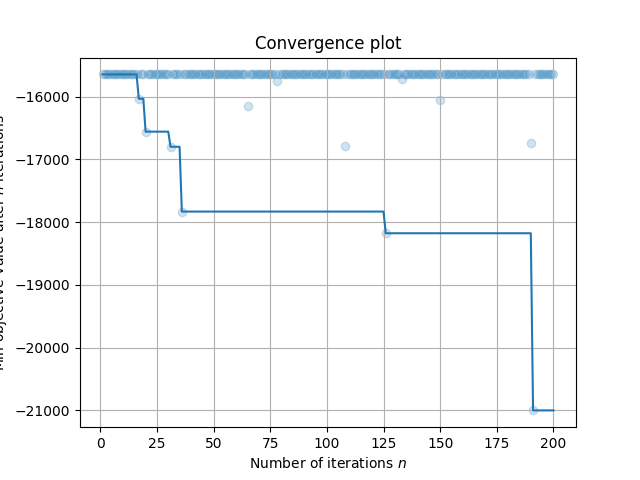 Convergence plot
Min objective value after n iterations
−16000
−17000
−18000
−19000
−20000
−21000
0 25 50 75 100 125 150 175 200
Number of iterations n